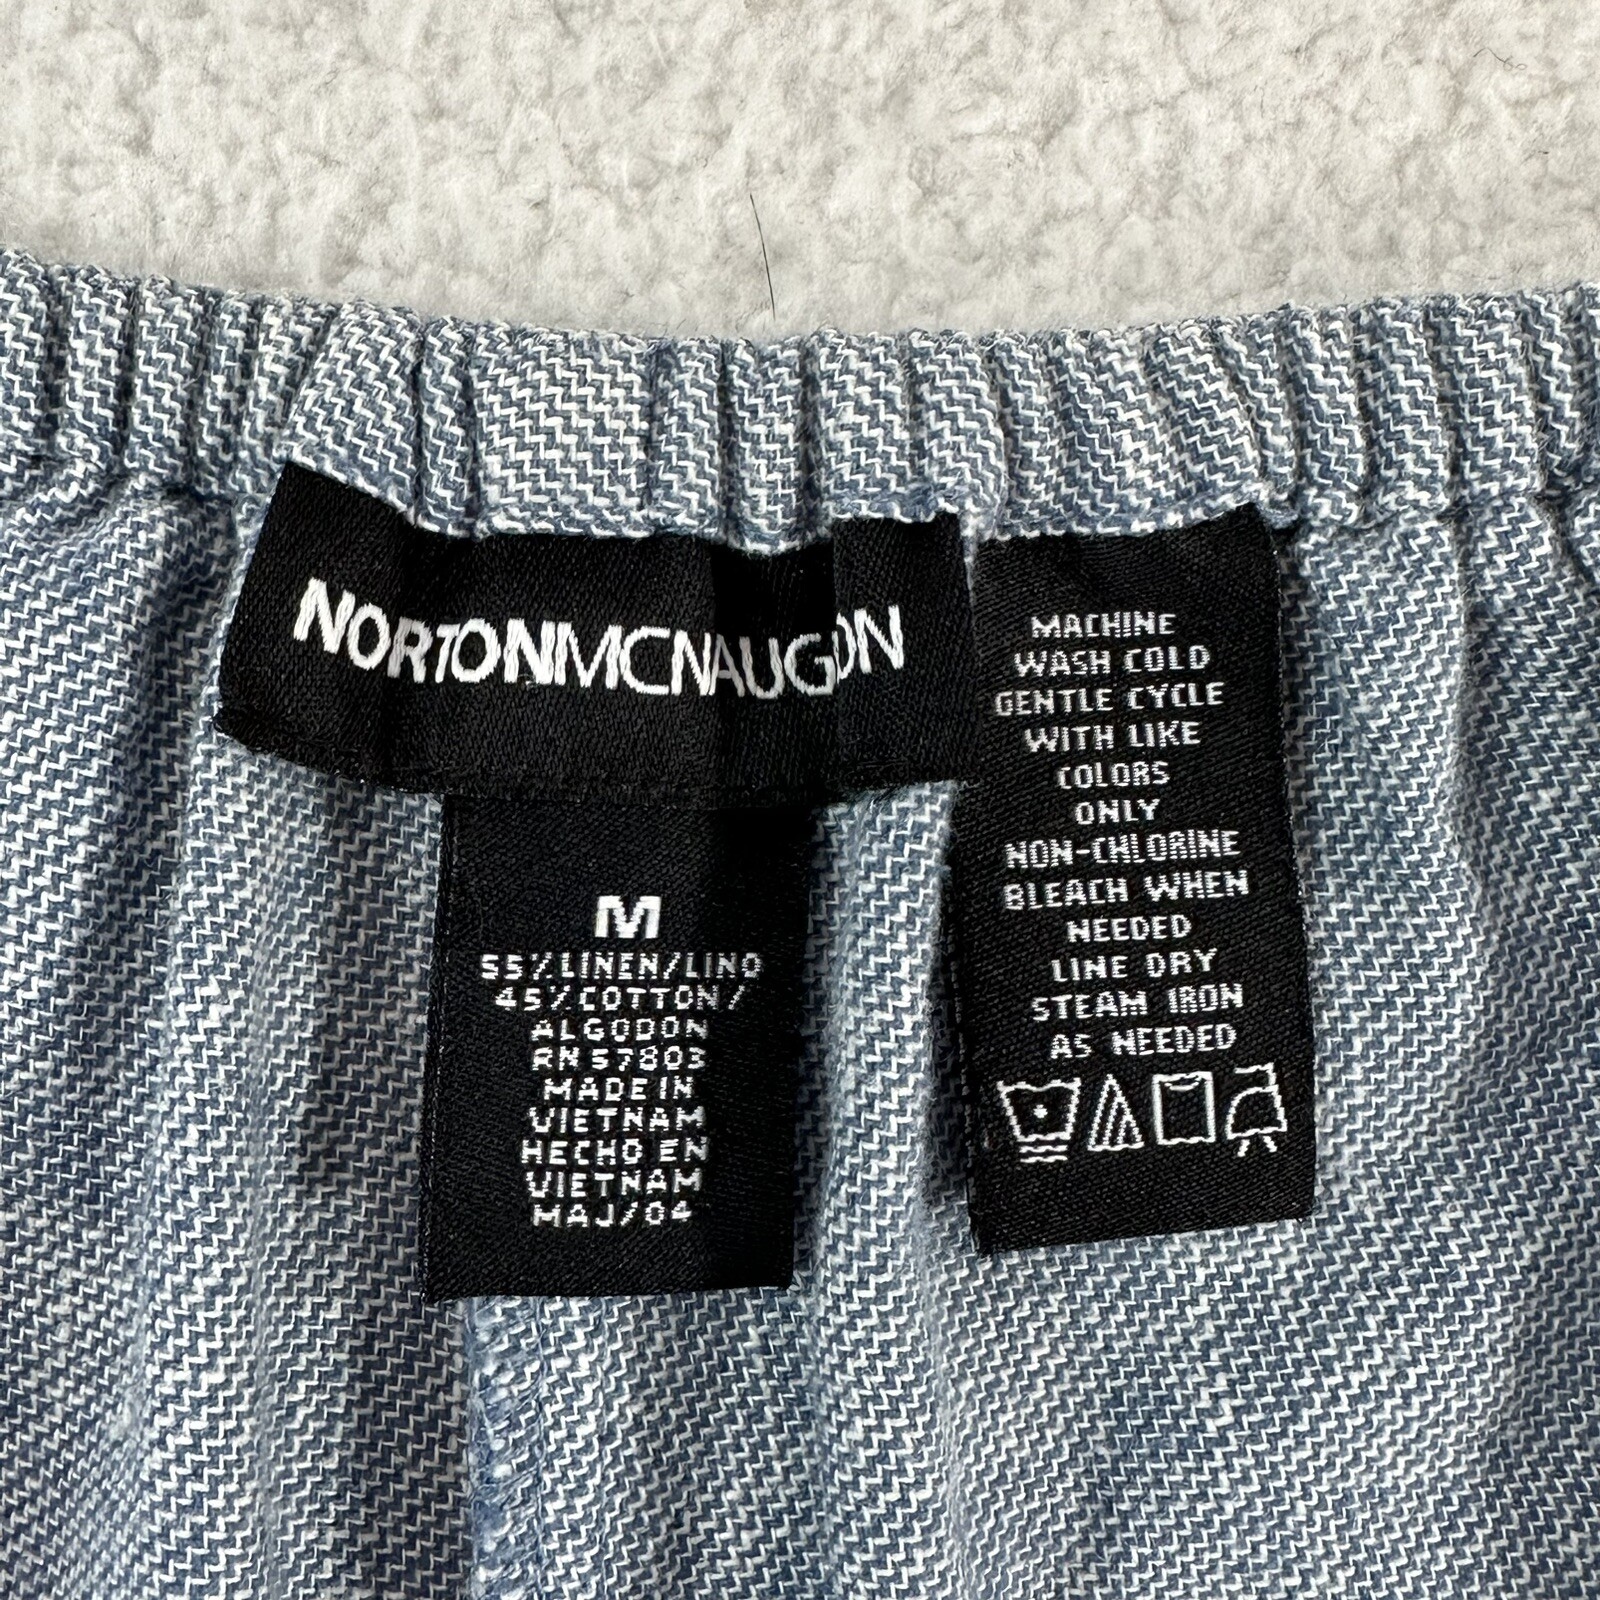 NORTONMCNAUGHTON
M
55%LINEN/LINO
45%COTTON/
ALGODON
RN 57803
MADE IN
VIETNAM
HECHO EN
VIETNAM
MAJ/04
MACHINE
WASH COLD
GENTLE CYCLE
WITH LIKE
COLORS
ONLY
NON-CHLORINE
BLEACH WHEN
NEEDED
LINE DRY
STEAM IRON
AS NEEDED